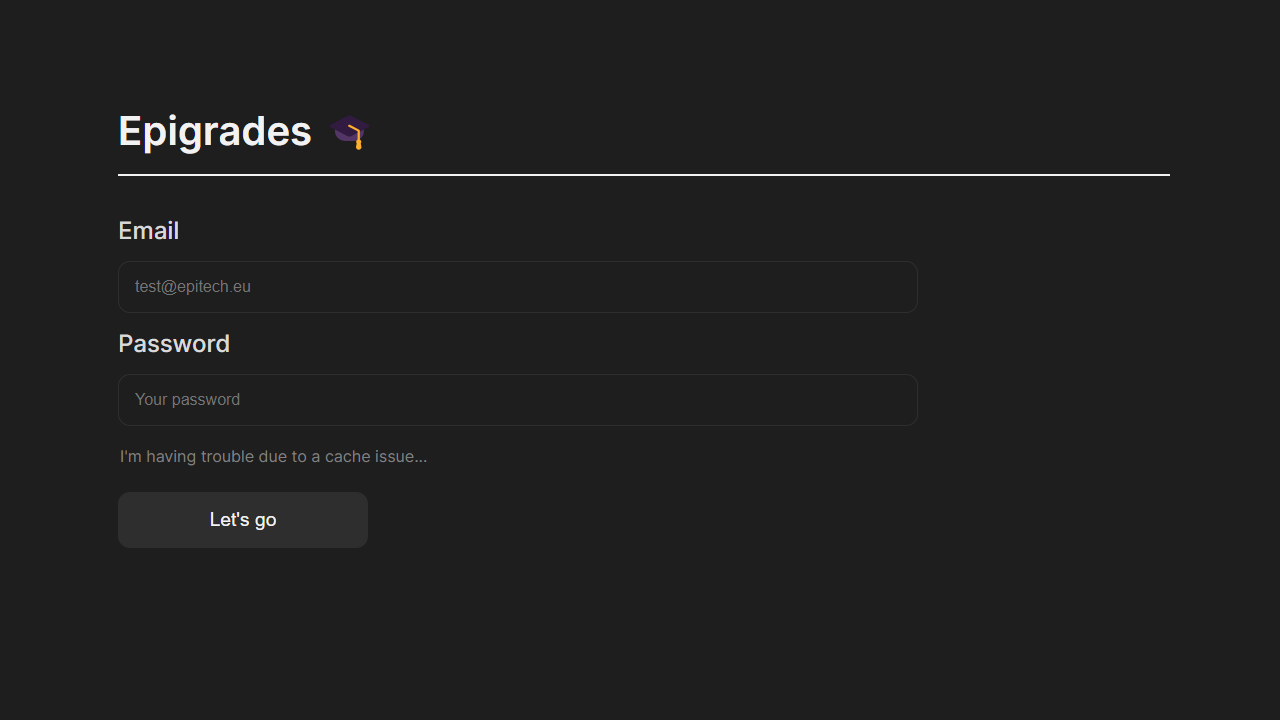 Epigrades 🎓
Email
test@epitech.eu
Password
Your password
I'm having trouble due to a cache issue...
Let's go